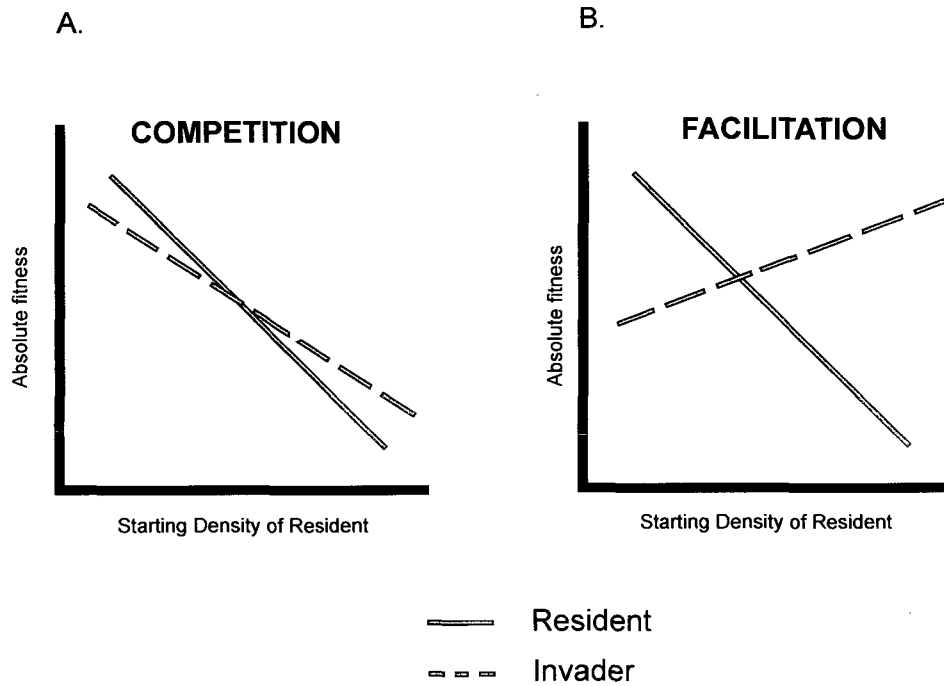 A.
B.
COMPETITION
FACILITATION
Absolute fitness
Absolute fitness
Starting Density of Resident
Starting Density of Resident
Resident
Invader